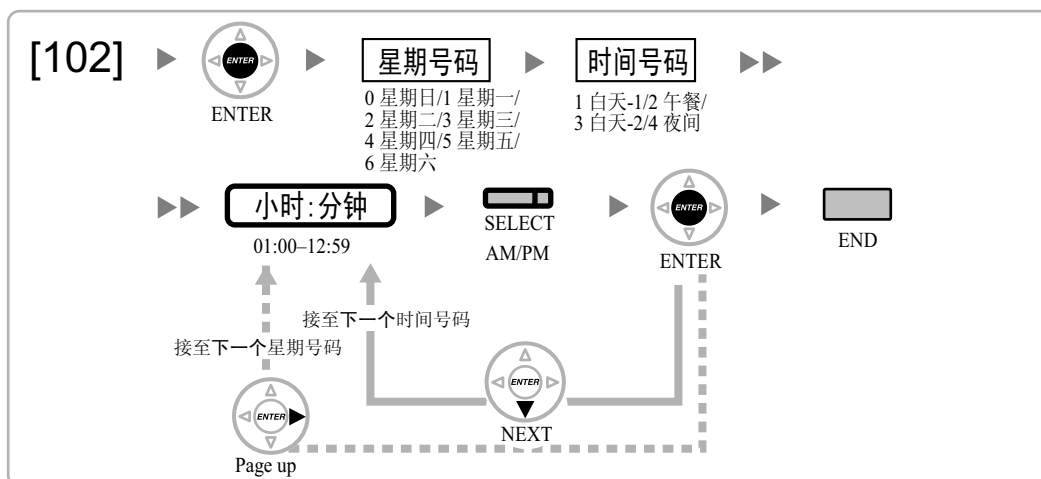 [102]
ENTER
ENTER
星期号码
0 星期日/1 星期一/
2 星期二/3 星期三/
4 星期四/5 星期五/
6 星期六
时间号码
1 白天-1/2 午餐/
3 白天-2/4 夜间
小时:分钟
01:00–12:59
SELECT
AM/PM
ENTER
ENTER
END
接至下一个时间号码
接至下一个星期号码
ENTER
NEXT
ENTER
Page up